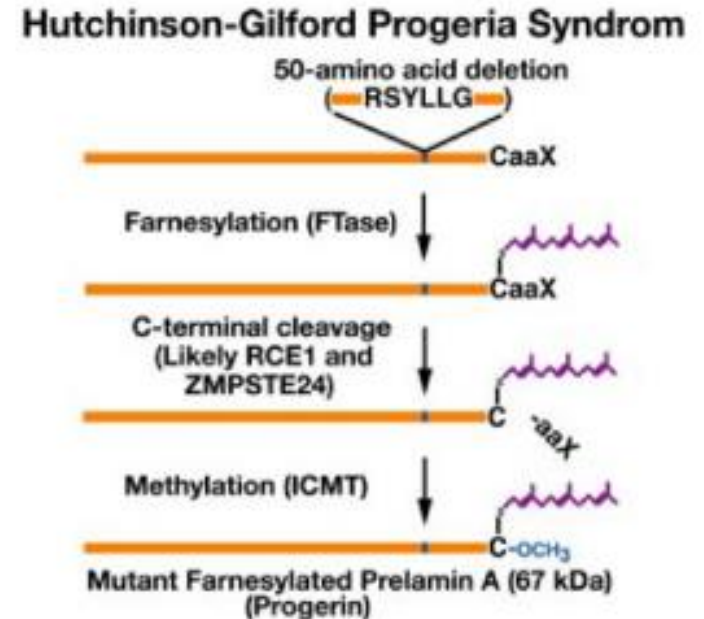 Hutchinson-Gilford Progeria Syndrom
50-amino acid deletion
(RSYLLG)
CaaX
Farnesylation (FTase)
CaaX
C-terminal cleavage
(Likely RCE1 and
ZMPSTE24)
C
-aaX
Methylation (ICMT)
C-OCH₃
Mutant Farnesylated Prelamin A (67 kDa)
(Progerin)